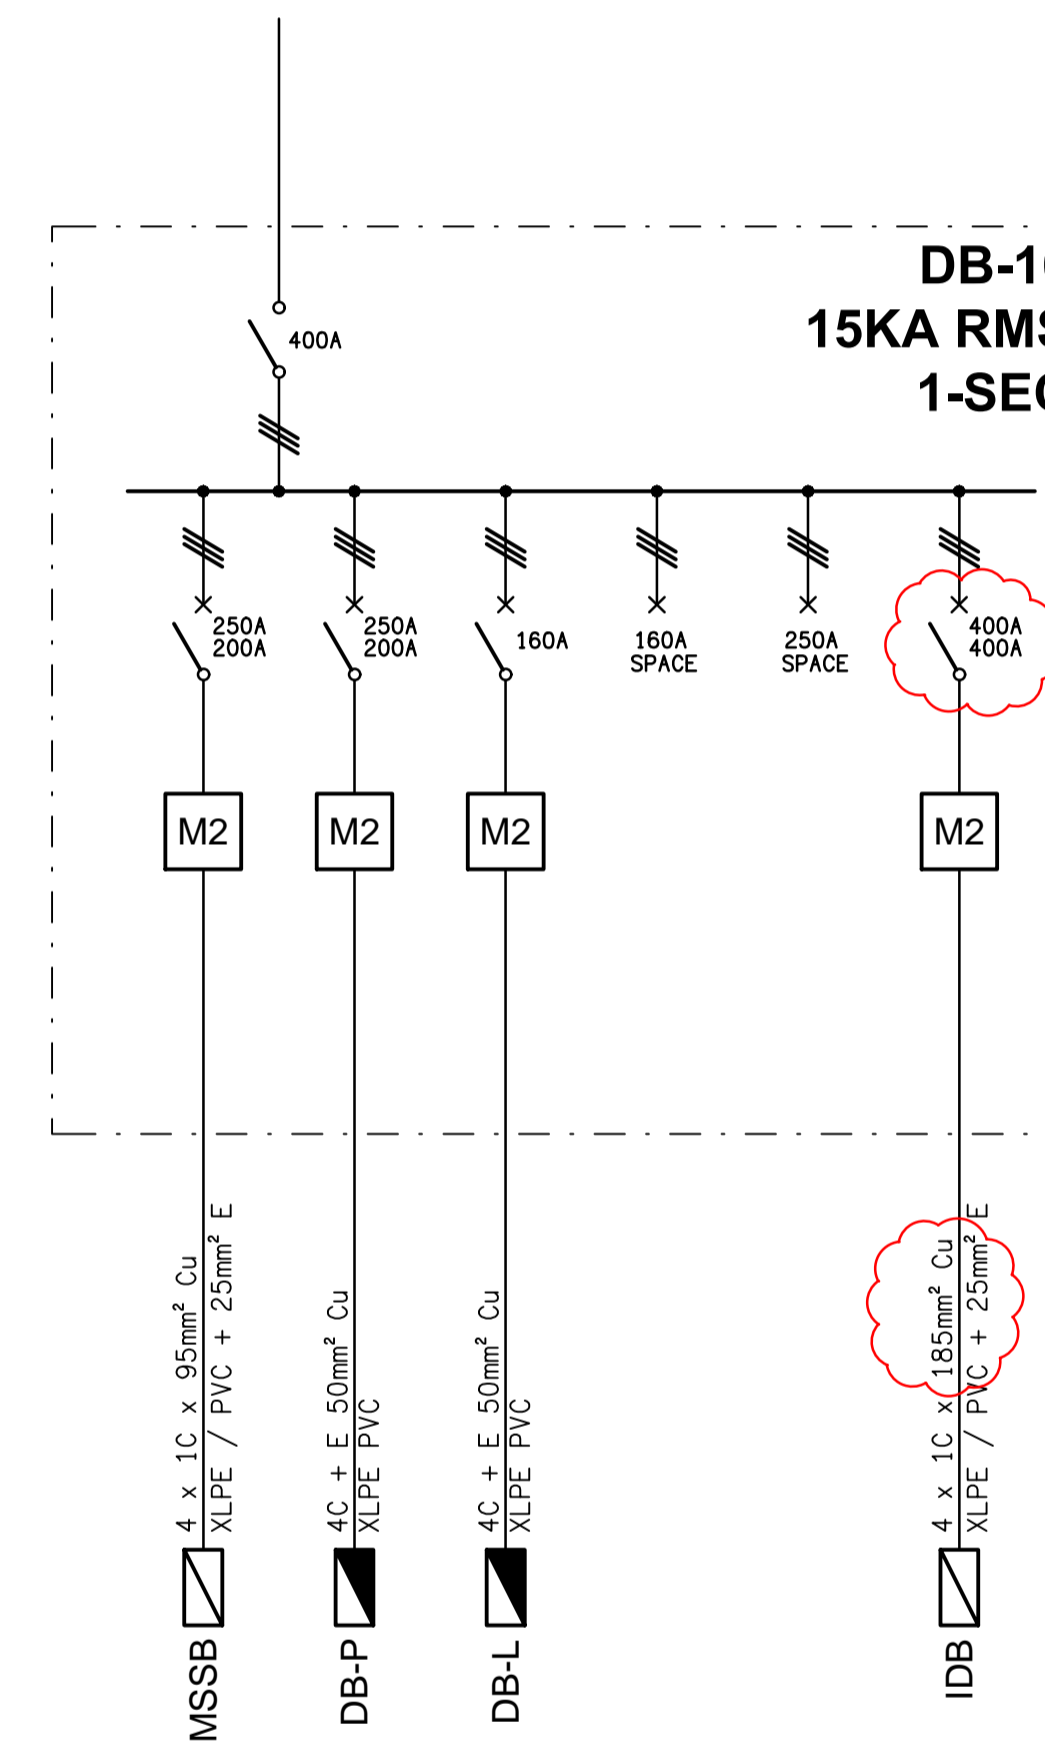 DB-10
15KA RMS
1-SEC
400A
250A
200A
250A
200A
160A
160A
SPACE
250A
SPACE
400A
400A
M2
M2
M2
M2
4 x 1C x 95mm² Cu
XLPE / PVC + 25mm² E
4C + E 50mm² Cu
XLPE PVC
4C + E 50mm² Cu
XLPE PVC
4 x 1C x 185mm² Cu
XLPE / PVC + 25mm² E
MSSB
DB-P
DB-L
IDB